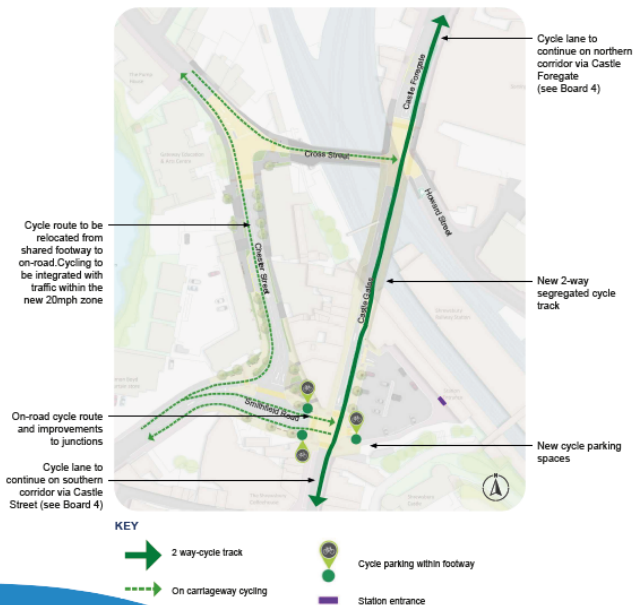 Cycle lane to
continue on northern
corridor via Castle
Foregate
(see Board 4)
Castle Foregate
Cross Street
Howard Street
Cycle route to be
relocated from
shared footway to
on-road.Cycling to
be integrated with
traffic within the
new 20mph zone
Chester Street
Castle Gates
New 2-way
segregated cycle
track
On-road cycle route
and improvements
to junctions
Smithfield Road
New cycle parking
spaces
Cycle lane to
continue on southern
corridor via Castle
Street (see Board 4)
KEY
2 way-cycle track
On carriageway cycling
Cycle parking within footway
Station entrance